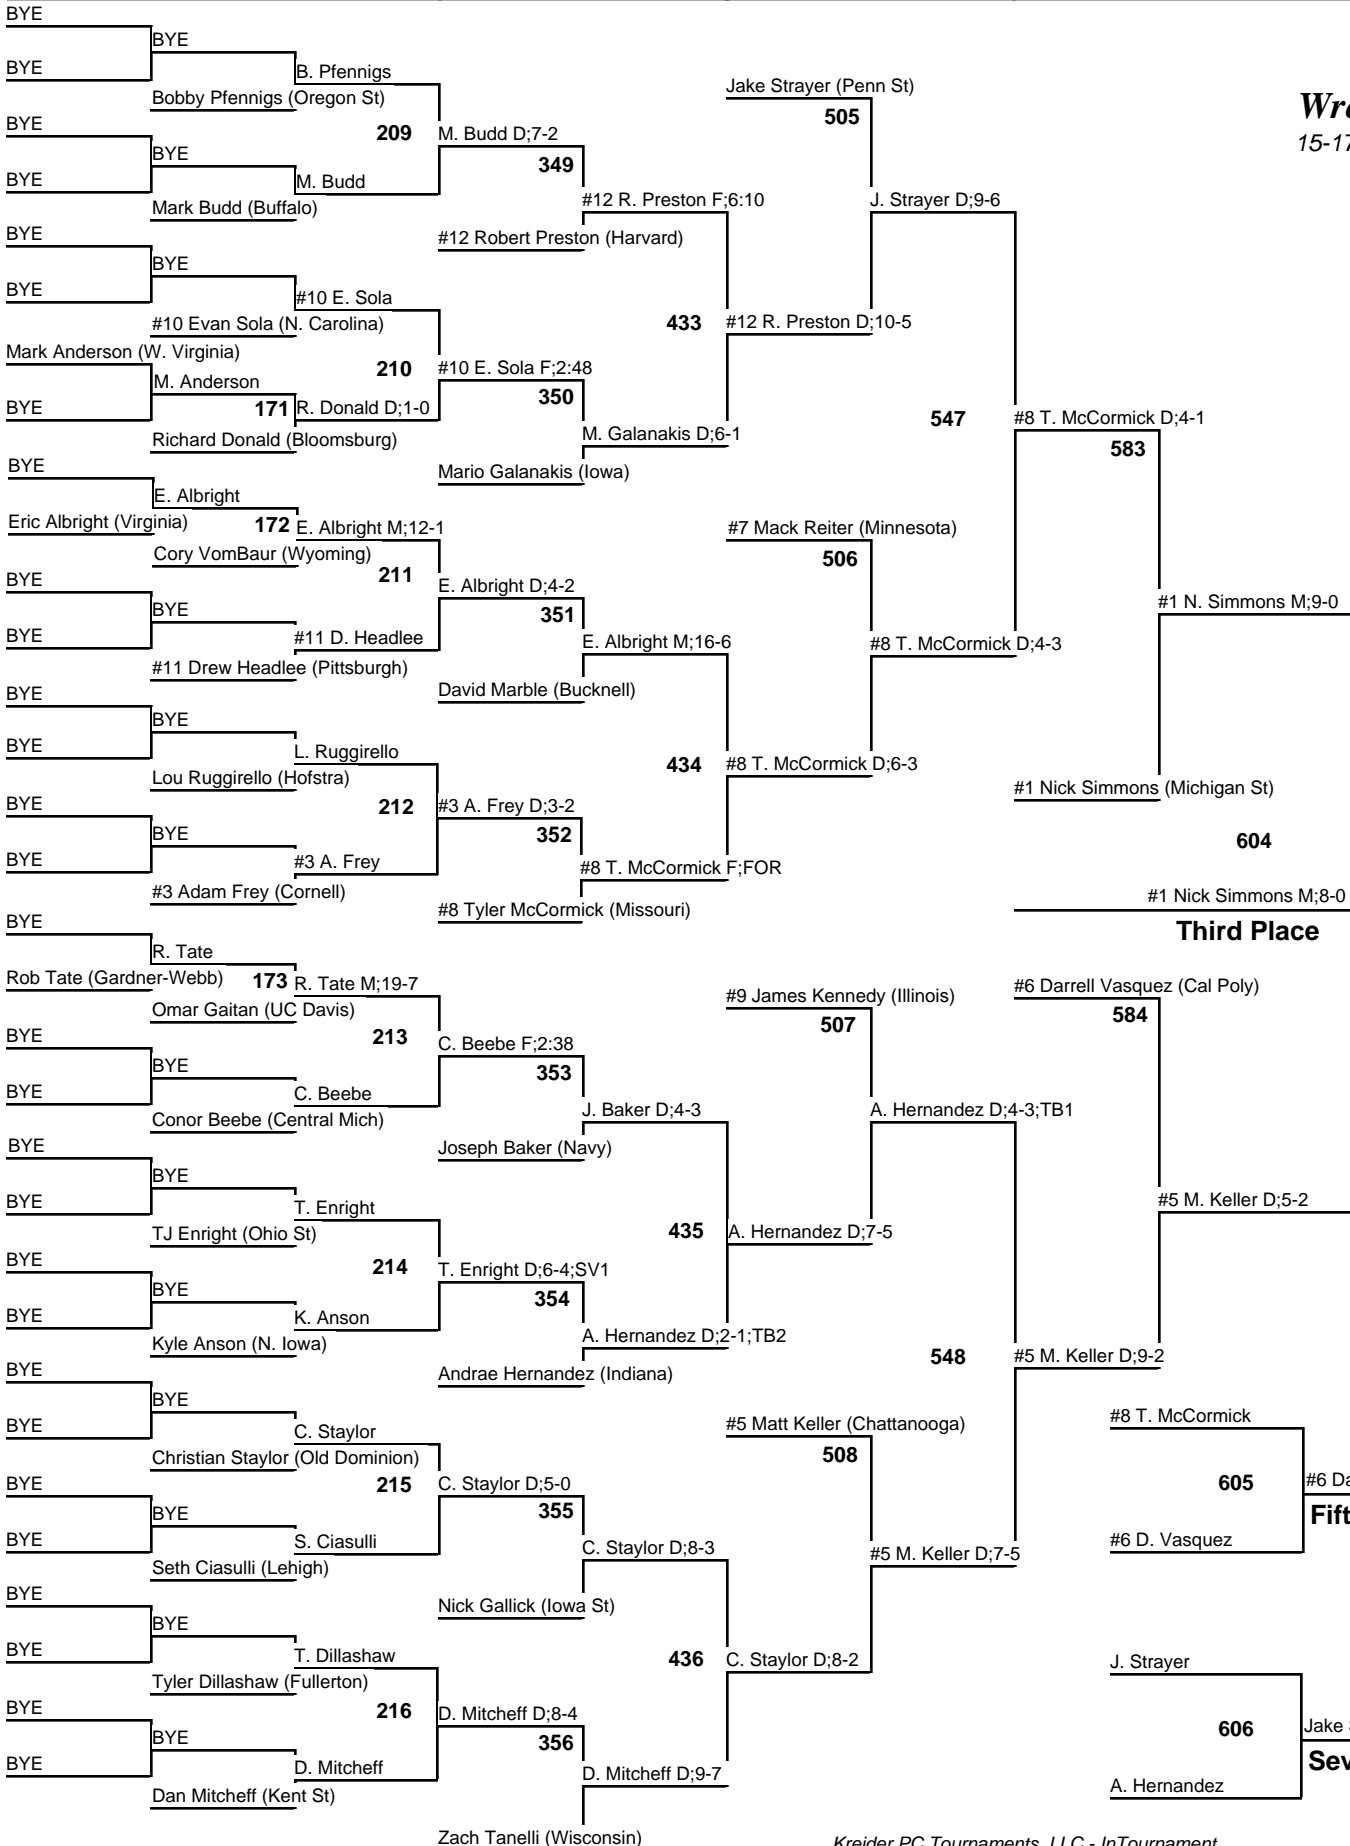 BYE
BYE
BYE
B. Pfennigs
Bobby Pfennigs (Oregon St)
209
BYE
BYE
BYE
M. Budd
Mark Budd (Buffalo)
M. Budd D;7-2
349
#12 R. Preston F;6:10
#12 Robert Preston (Harvard)
BYE
BYE
BYE
#10 E. Sola
#10 Evan Sola (N. Carolina)
Mark Anderson (W. Virginia)
M. Anderson
BYE
171
R. Donald D;1-0
Richard Donald (Bloomsburg)
210
#10 E. Sola F;2:48
350
M. Galanakis D;6-1
Mario Galanakis (Iowa)
433
#12 R. Preston D;10-5
Jake Strayer (Penn St)
505
J. Strayer D;9-6
15-17
BYE
E. Albright
Eric Albright (Virginia)
172
E. Albright M;12-1
Cory VomBaur (Wyoming)
211
BYE
BYE
BYE
#11 D. Headlee
#11 Drew Headlee (Pittsburgh)
E. Albright D;4-2
351
E. Albright M;16-6
David Marble (Bucknell)
BYE
BYE
BYE
L. Ruggirello
Lou Ruggirello (Hofstra)
212
BYE
BYE
BYE
#3 A. Frey
#3 Adam Frey (Cornell)
#3 A. Frey D;3-2
352
#8 T. McCormick F;FOR
#8 Tyler McCormick (Missouri)
434
#8 T. McCormick D;6-3
#7 Mack Reiter (Minnesota)
506
#8 T. McCormick D;4-3
547
#8 T. McCormick D;4-1
583
#1 N. Simmons M;9-0
#1 Nick Simmons (Michigan St)
604
#1 Nick Simmons M;8-0
Third Place
BYE
R. Tate
Rob Tate (Gardner-Webb)
173
R. Tate M;19-7
Omar Gaitan (UC Davis)
213
BYE
BYE
BYE
C. Beebe
Conor Beebe (Central Mich)
C. Beebe F;2:38
353
J. Baker D;4-3
Joseph Baker (Navy)
BYE
BYE
BYE
T. Enright
TJ Enright (Ohio St)
214
BYE
BYE
BYE
K. Anson
Kyle Anson (N. Iowa)
T. Enright D;6-4;SV1
354
A. Hernandez D;2-1;TB2
Andrae Hernandez (Indiana)
435
A. Hernandez D;7-5
#9 James Kennedy (Illinois)
507
A. Hernandez D;4-3;TB1
#6 Darrell Vasquez (Cal Poly)
584
#5 M. Keller D;5-2
548
#5 M. Keller D;9-2
BYE
BYE
BYE
C. Staylor
Christian Staylor (Old Dominion)
215
BYE
BYE
BYE
S. Ciasulli
Seth Ciasulli (Lehigh)
C. Staylor D;5-0
355
C. Staylor D;8-3
Nick Gallick (Iowa St)
BYE
BYE
BYE
T. Dillashaw
Tyler Dillashaw (Fullerton)
216
BYE
BYE
BYE
D. Mitcheff
Dan Mitcheff (Kent St)
D. Mitcheff D;8-4
356
D. Mitcheff D;9-7
Zach Tanelli (Wisconsin)
436
C. Staylor D;8-2
#5 Matt Keller (Chattanooga)
508
#5 M. Keller D;7-5
#8 T. McCormick
605
#6 Da
Fift
#6 D. Vasquez
J. Strayer
606
Jake
Sev
A. Hernandez
Kreider PC Tournaments, LLC - InTournament